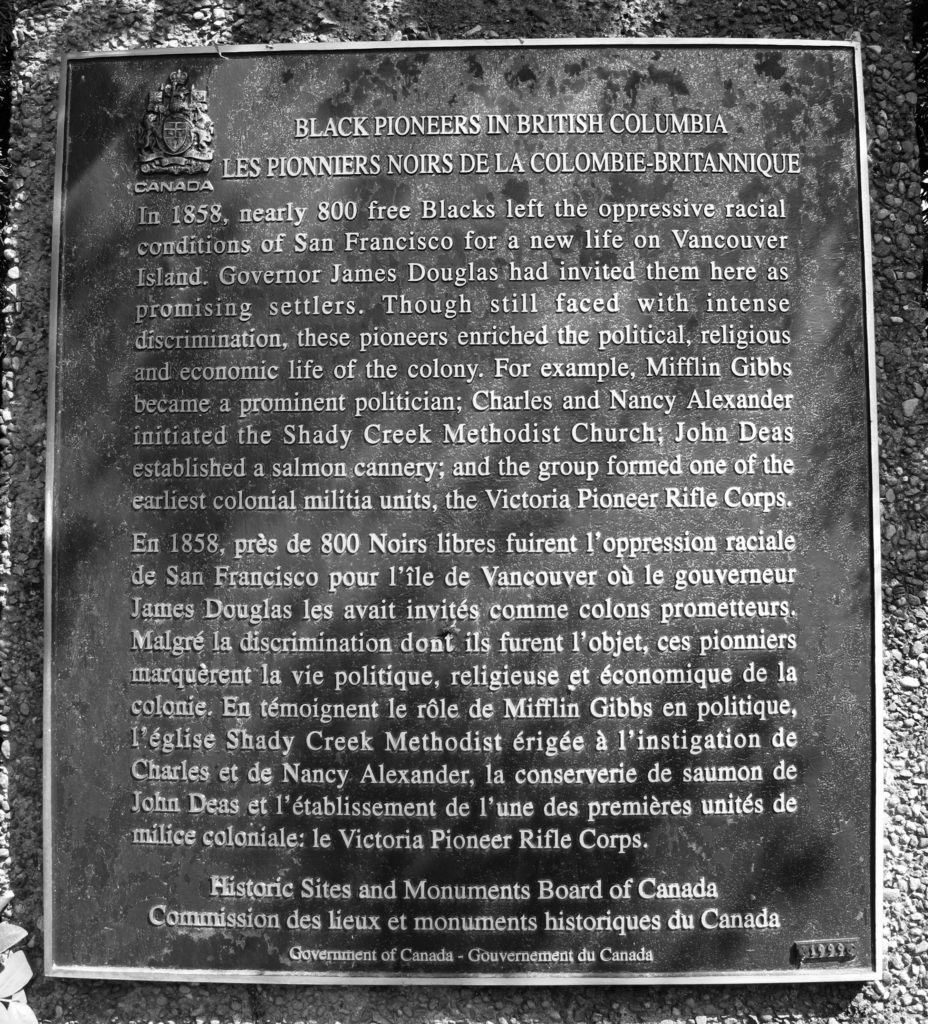 BLACK PIONEERS IN BRITISH COLUMBIA
LES PIONNIERS NOIRS DE LA COLOMBIE-BRITANNIQUE
CANADA
In 1858, nearly 800 free Blacks left the oppressive racial
conditions of San Francisco for a new life on Vancouver
Island. Governor James Douglas had invited them here as
promising settlers. Though still faced with intense
discrimination, these pioneers enriched the political, religious
and economic life of the colony. For example, Mifflin Gibbs
became a prominent politician; Charles and Nancy Alexander
initiated the Shady Creek Methodist Church; John Deas
established a salmon cannery; and the group formed one of the
earliest colonial militia units, the Victoria Pioneer Rifle Corps.
En 1858, près de 800 Noirs libres fuirent l'oppression raciale
de San Francisco pour l'île de Vancouver où le gouverneur
James Douglas les avait invités comme colons prometteurs.
Malgré la discrimination dont ils furent l'objet, ces pionniers
marquèrent la vie politique, religieuse et économique de la
colonie. En témoignent le rôle de Mifflin Gibbs en politique,
l'église Shady Creek Methodist érigée à l'instigation de
Charles et de Nancy Alexander, la conserverie de saumon de
John Deas et l'établissement de l'une des premières unités de
milice coloniale: le Victoria Pioneer Rifle Corps.
Historic Sites and Monuments Board of Canada
Commission des lieux et monuments historiques du Canada
Government of Canada - Gouvernement du Canada
1999